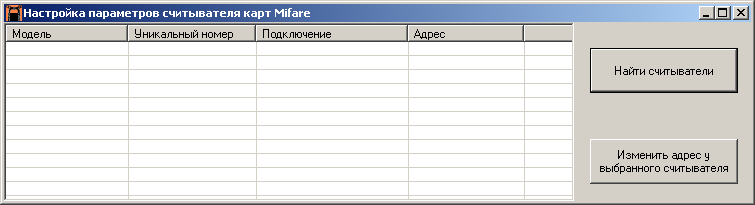 Настройка параметров считывателя карт Mifare
Модель Уникальный номер Подключение Адрес
Найти считыватели
Изменить адрес у
выбранного считывателя